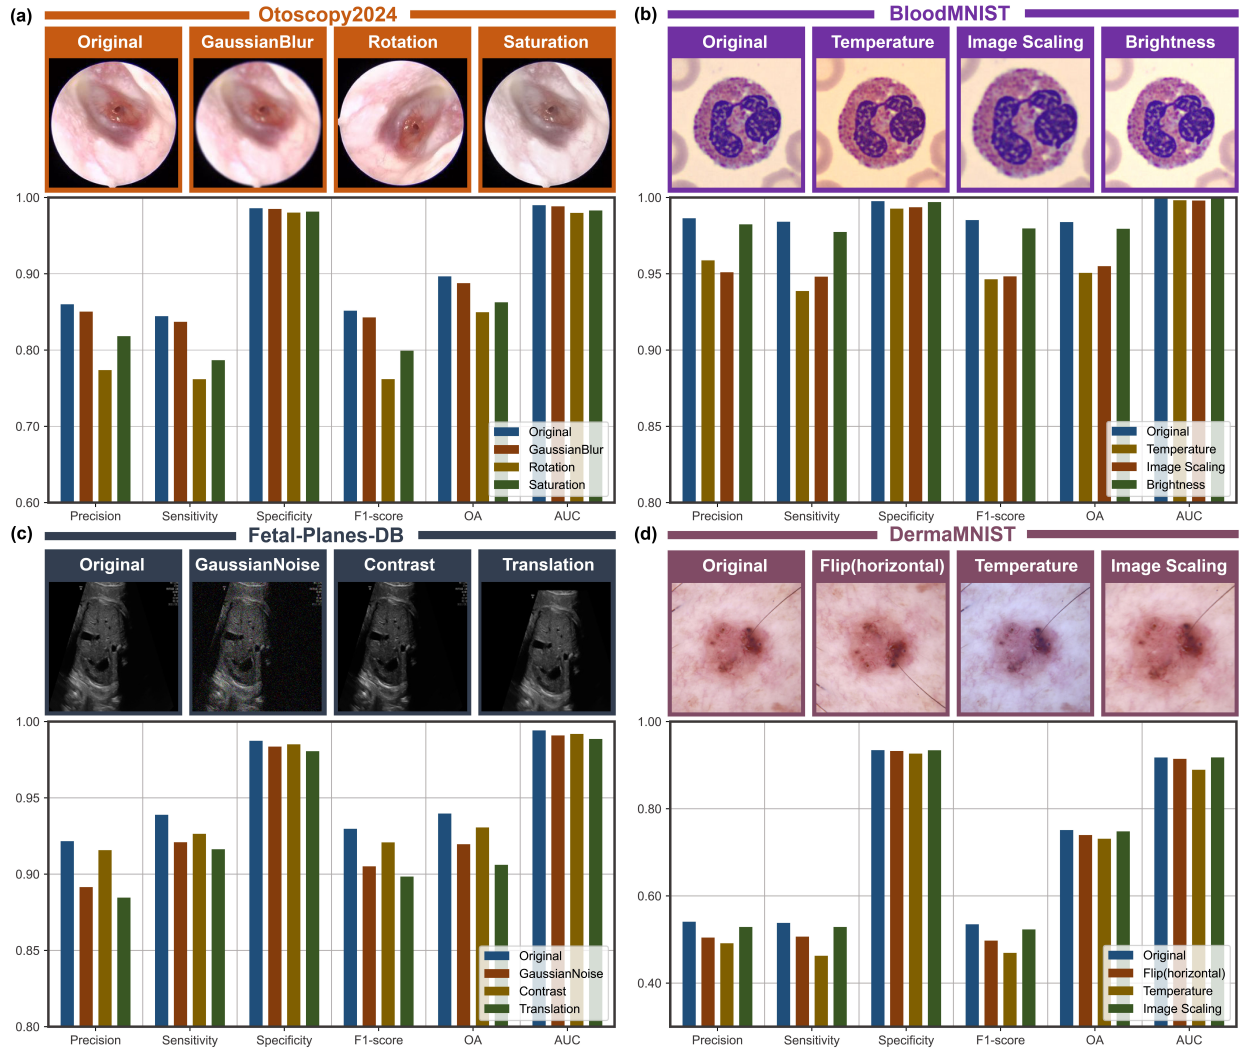 (a) Otoscopy2024
Original GaussianBlur Rotation Saturation
1.00
0.90
0.80
0.70
0.60
Original
GaussianBlur
Rotation
Saturation
Precision Sensitivity Specificity F1-score OA AUC
(b) BloodMNIST
Original Temperature Image Scaling Brightness
1.00
0.95
0.90
0.85
0.80
Original
Temperature
Image Scaling
Brightness
Precision Sensitivity Specificity F1-score OA AUC
(c) Fetal-Planes-DB
Original GaussianNoise Contrast Translation
1.00
0.95
0.90
0.85
0.80
Original
GaussianNoise
Contrast
Translation
Precision Sensitivity Specificity F1-score OA AUC
(d) DermaMNIST
Original Flip(horizontal) Temperature Image Scaling
1.00
0.80
0.60
0.40
Original
Flip(horizontal)
Temperature
Image Scaling
Precision Sensitivity Specificity F1-score OA AUC